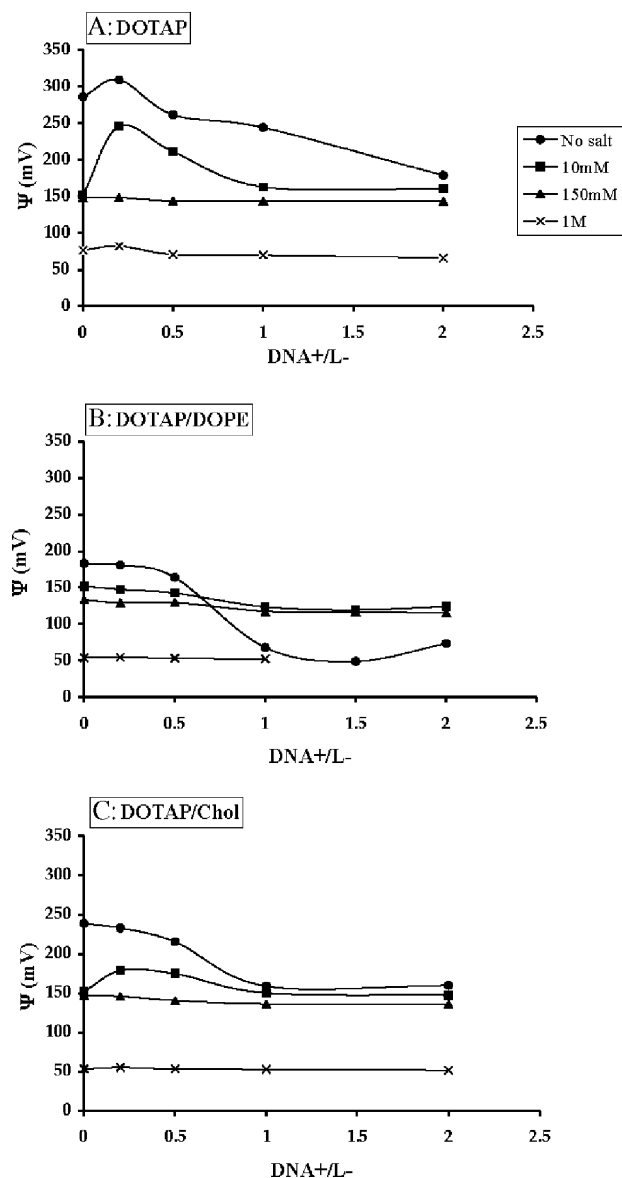 A: DOTAP
350
300
250
200
150
100
50
0
Ψ (mV)
0 0.5 1 1.5 2 2.5
DNA+/L-
No salt
10mM
150mM
1M
B: DOTAP/DOPE
350
300
250
200
150
100
50
0
Ψ (mV)
0 0.5 1 1.5 2 2.5
DNA+/L-
C: DOTAP/Chol
350
300
250
200
150
100
50
0
Ψ (mV)
0 0.5 1 1.5 2 2.5
DNA+/L-